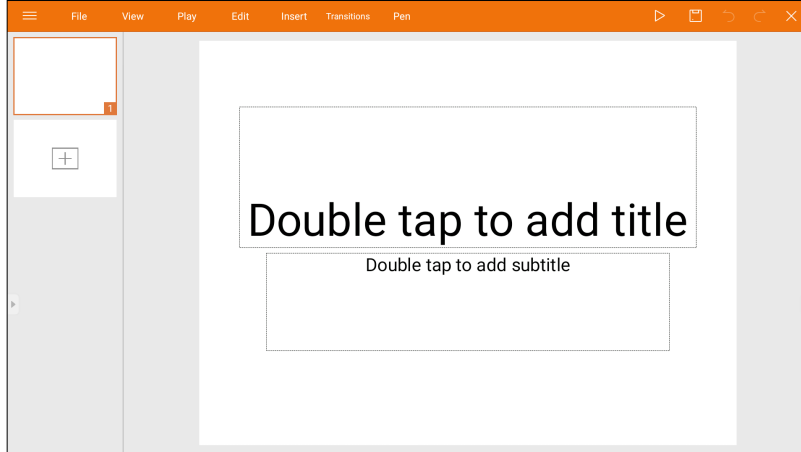 File View Play Edit Insert Transitions Pen
1
Double tap to add title
Double tap to add subtitle